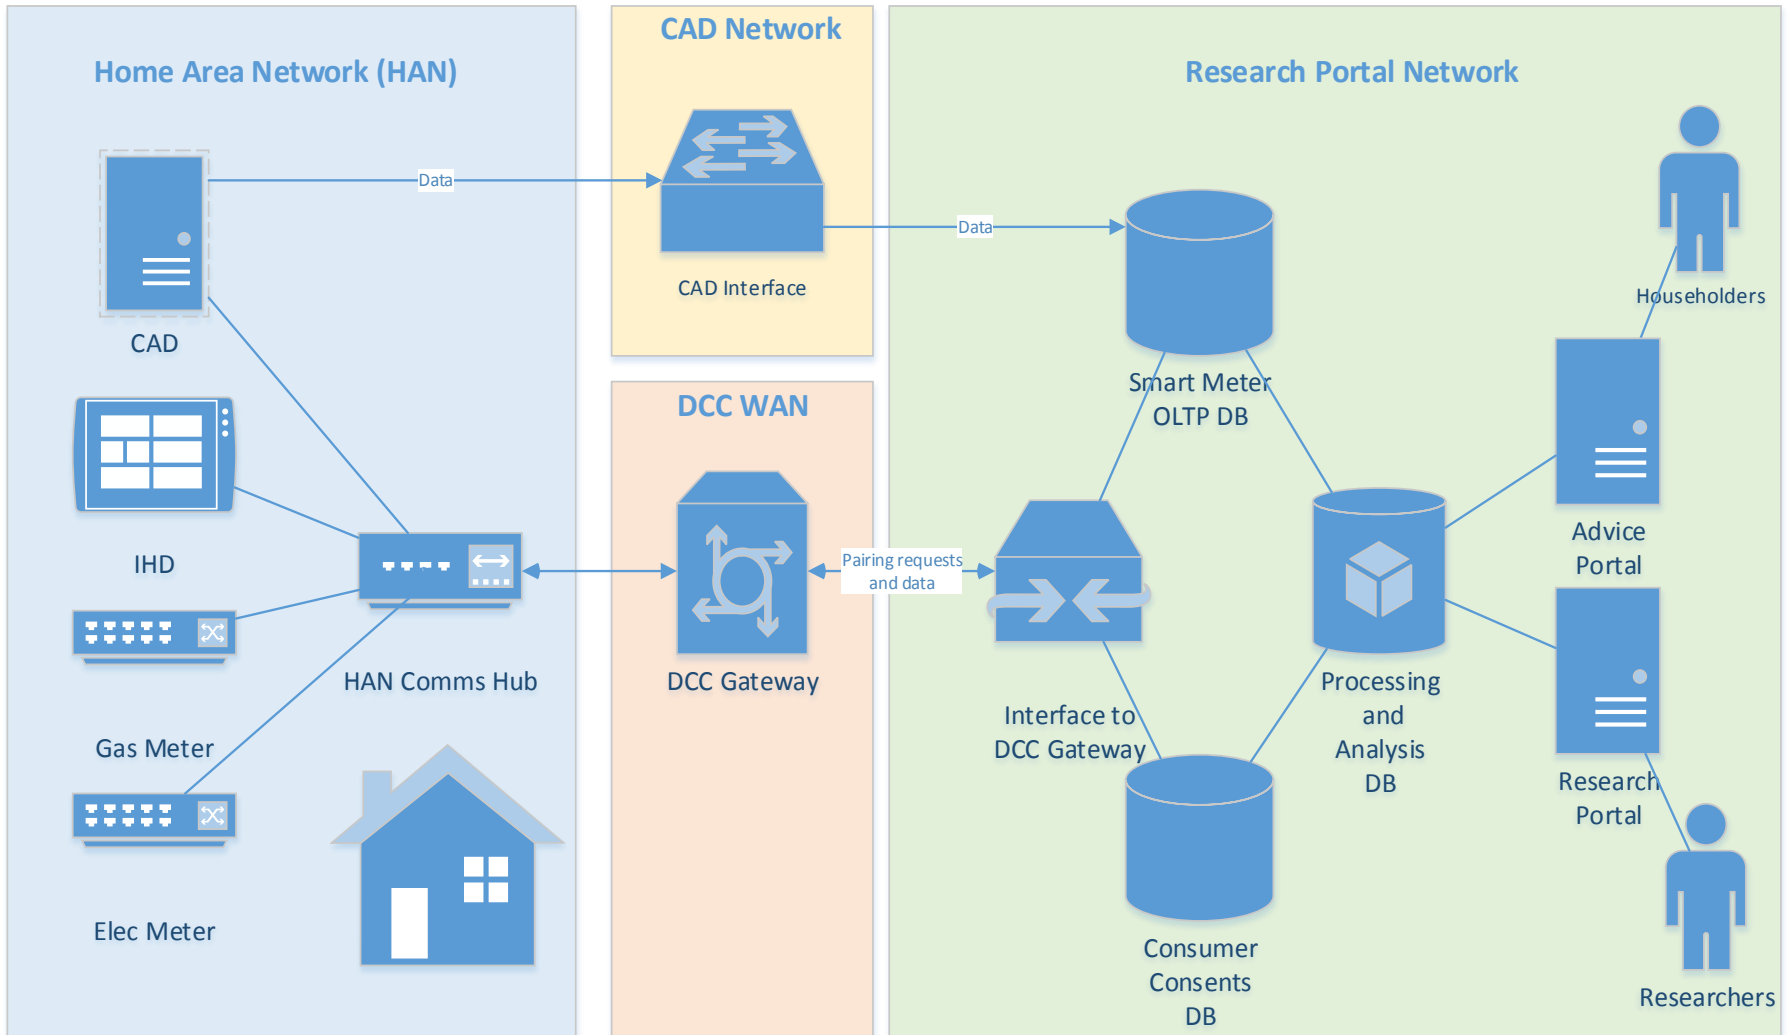 Home Area Network (HAN)
CAD
IHD
Gas Meter
Elec Meter
HAN Comms Hub
Data
CAD Network
CAD Interface
DCC WAN
DCC Gateway
Data
Pairing requests
and data
Research Portal Network
Smart Meter
OLTP DB
Interface to
DCC Gateway
Consumer
Consents
DB
Processing
and
Analysis
DB
Householders
Advice
Portal
Research
Portal
Researchers